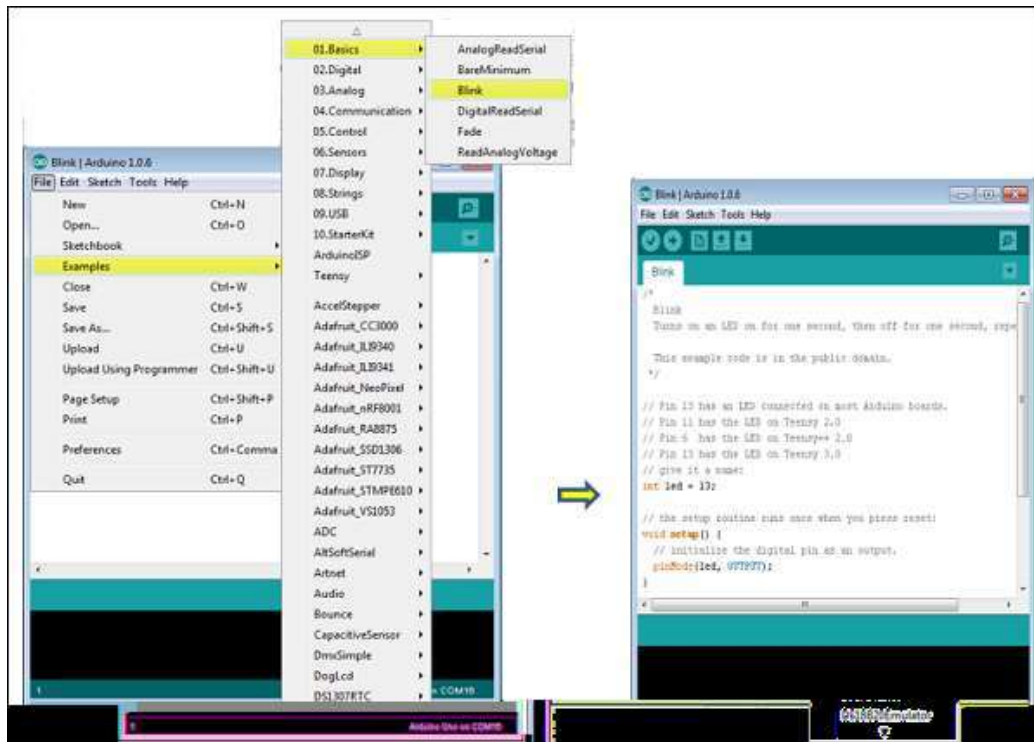 01.Basics
02.Digital
03.Analog
04.Communication
05.Control
06.Sensors
07.Display
08.Strings
09.USB
10.StarterKit
ArduinoISP
Teensy
AccelStepper
Adafruit_CC3000
Adafruit_ILI9340
Adafruit_ILI9341
Adafruit_NeoPixel
Adafruit_nRF8001
Adafruit_RA8875
Adafruit_SSD1306
Adafruit_ST7735
Adafruit_STMPE610
Adafruit_VS1053
ADC
AltSoftSerial
Artnet
Audio
Bounce
CapacitiveSensor
DmxSimple
DogLcd
DS1307RTC
AnalogReadSerial
BareMinimum
Blink
DigitalReadSerial
Fade
ReadAnalogVoltage
Blink | Arduino 1.0.6
File Edit Sketch Tools Help
New Ctrl+N
Open... Ctrl+O
Sketchbook
Examples
Close Ctrl+W
Save Ctrl+S
Save As... Ctrl+Shift+S
Upload Ctrl+U
Upload Using Programmer Ctrl+Shift+U
Page Setup Ctrl+Shift+P
Print Ctrl+P
Preferences Ctrl+Comma
Quit Ctrl+Q
1
COM16
Blink | Arduino 1.0.6
File Edit Sketch Tools Help
Blink
/*
Blink
Turns on an LED on for one second, then off for one second, repe
This example code is in the public domain.
*/
// Pin 13 has an LED connected on most Arduino boards.
// Pin 11 has the LED on Teensy 2.0
// Pin 6 has the LED on Teensy++ 2.0
// Pin 13 has the LED on Teensy 3.0
// give it a name:
int led = 13;
// the setup routine runs once when you press reset:
void setup() {
// initialize the digital pin as an output.
pinMode(led, OUTPUT);
}
Arduino Uno on COM16